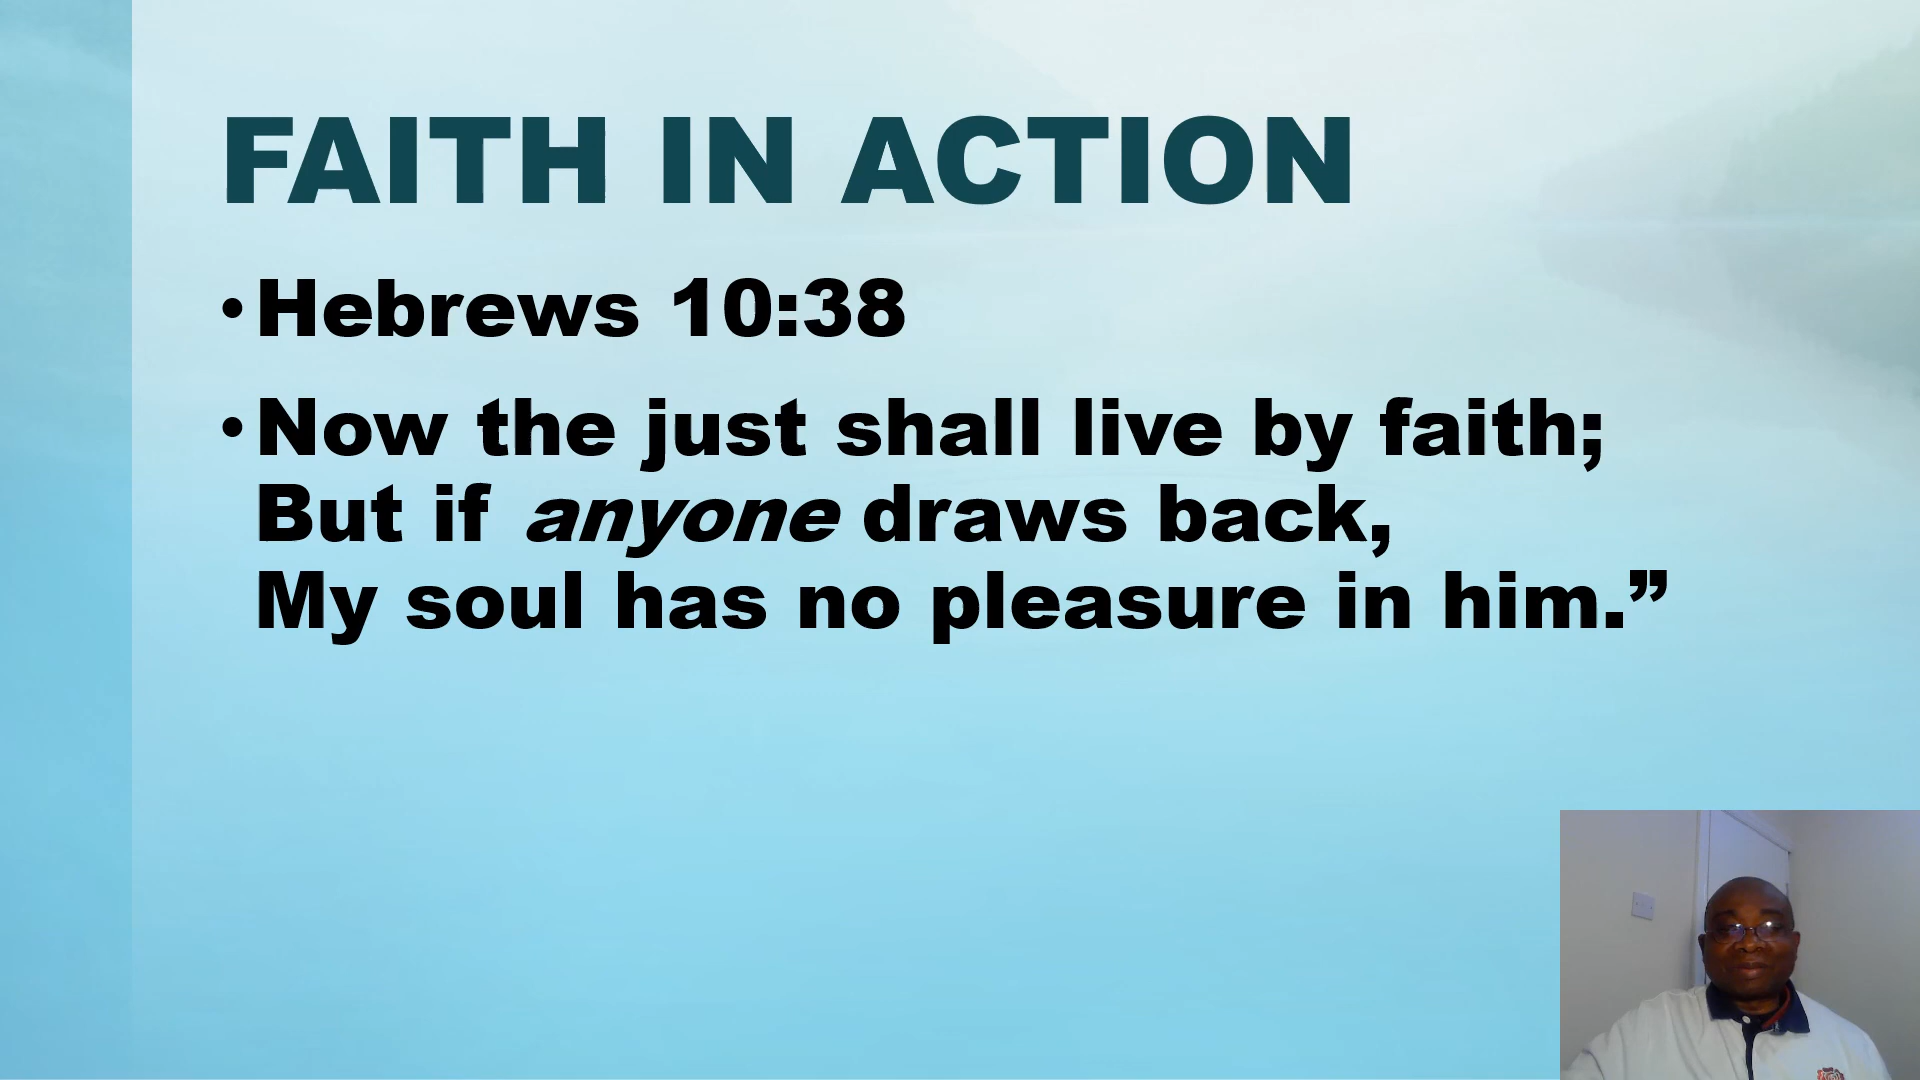 FAITH IN ACTION
•Hebrews 10:38
•Now the just shall live by faith;
But if anyone draws back,
My soul has no pleasure in him.”